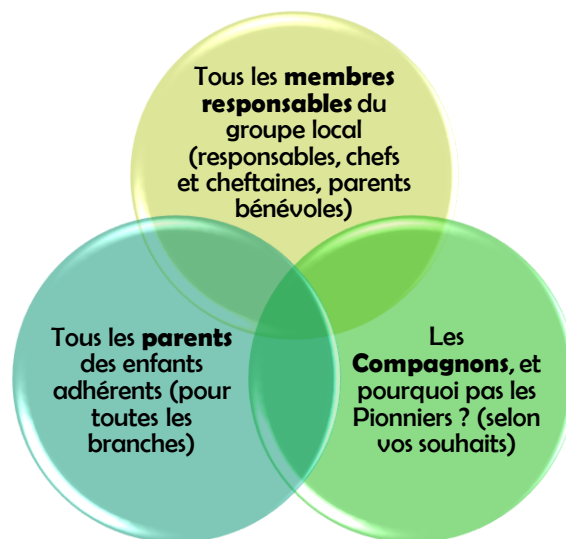 Tous les membres
responsables du
groupe local
(responsables, chefs
et cheftaines, parents
bénévoles)
Tous les parents
des enfants
adhérents (pour
toutes les
branches)
Les
Compagnons, et
pourquoi pas les
Pionniers ? (selon
vos souhaits)